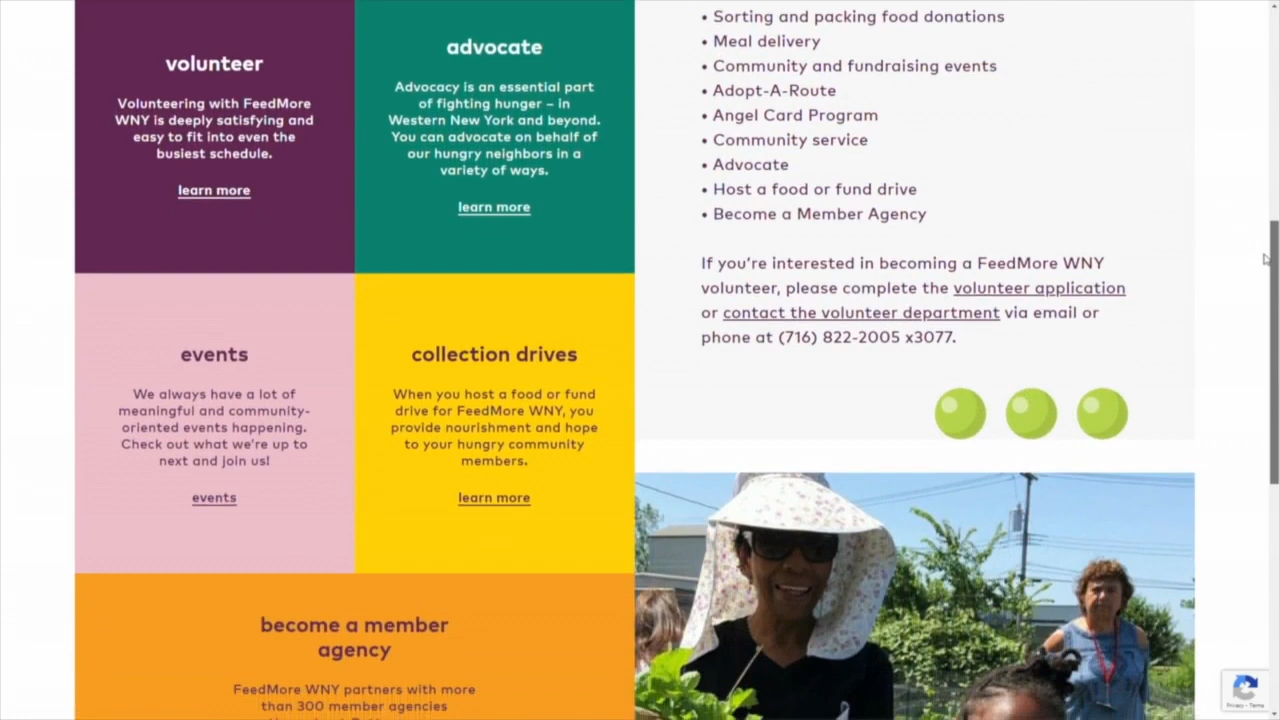 volunteer
Volunteering with FeedMore
WNY is deeply satisfying and
easy to fit into even the
busiest schedule.
learn more
advocate
Advocacy is an essential part
of fighting hunger – in
Western New York and beyond.
You can advocate on behalf of
our hungry neighbors in a
variety of ways.
learn more
events
We always have a lot of
meaningful and community-
oriented events happening.
Check out what we're up to
next and join us!
events
collection drives
When you host a food or fund
drive for FeedMore WNY, you
provide nourishment and hope
to your hungry community
members.
learn more
become a member
agency
FeedMore WNY partners with more
than 300 member agencies
• Sorting and packing food donations
• Meal delivery
• Community and fundraising events
• Adopt-A-Route
• Angel Card Program
• Community service
• Advocate
• Host a food or fund drive
• Become a Member Agency
If you're interested in becoming a FeedMore WNY
volunteer, please complete the volunteer application
or contact the volunteer department via email or
phone at (716) 822-2005 x3077.
Privacy - Terms